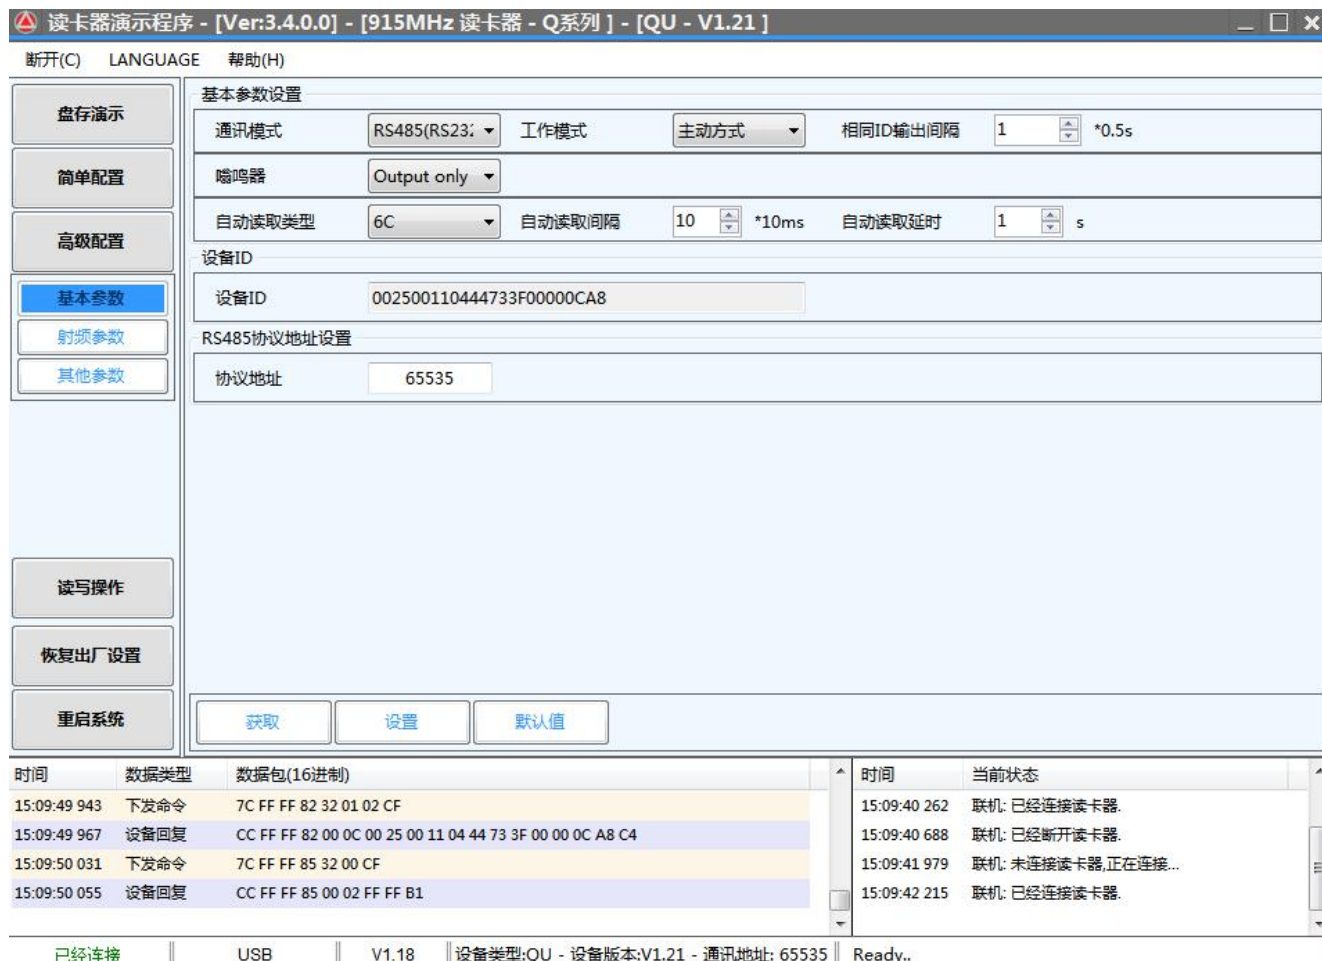 读卡器演示程序 - [Ver:3.4.0.0] - [915MHz 读卡器 - Q系列 ] - [QU - V1.21 ]
断开(C) LANGUAGE 帮助(H)
盘存演示
简单配置
高级配置
基本参数
射频参数
其他参数
读写操作
恢复出厂设置
重启系统
基本参数设置
通讯模式 RS485(RS232 工作模式 主动方式 相同ID输出间隔 1 *0.5s
嗡鸣器 Output only
自动读取类型 6C 自动读取间隔 10 *10ms 自动读取延时 1 s
设备ID
设备ID 002500110444733F00000CA8
RS485协议地址设置
协议地址 65535
获取 设置 默认值
时间 数据类型 数据包(16进制)
15:09:49 943 下发命令 7C FF FF 82 32 01 02 CF
15:09:49 967 设备回复 CC FF FF 82 00 0C 00 25 00 11 04 44 73 3F 00 00 0C A8 C4
15:09:50 031 下发命令 7C FF FF 85 32 00 CF
15:09:50 055 设备回复 CC FF FF 85 00 02 FF FF B1
时间 当前状态
15:09:40 262 联机: 已经连接读卡器.
15:09:40 688 联机: 已经断开读卡器.
15:09:41 979 联机: 未连接读卡器,正在连接...
15:09:42 215 联机: 已经连接读卡器.
已经连接 USB V1.18 设备类型:QU - 设备版本:V1.21 - 通讯地址: 65535 Ready..